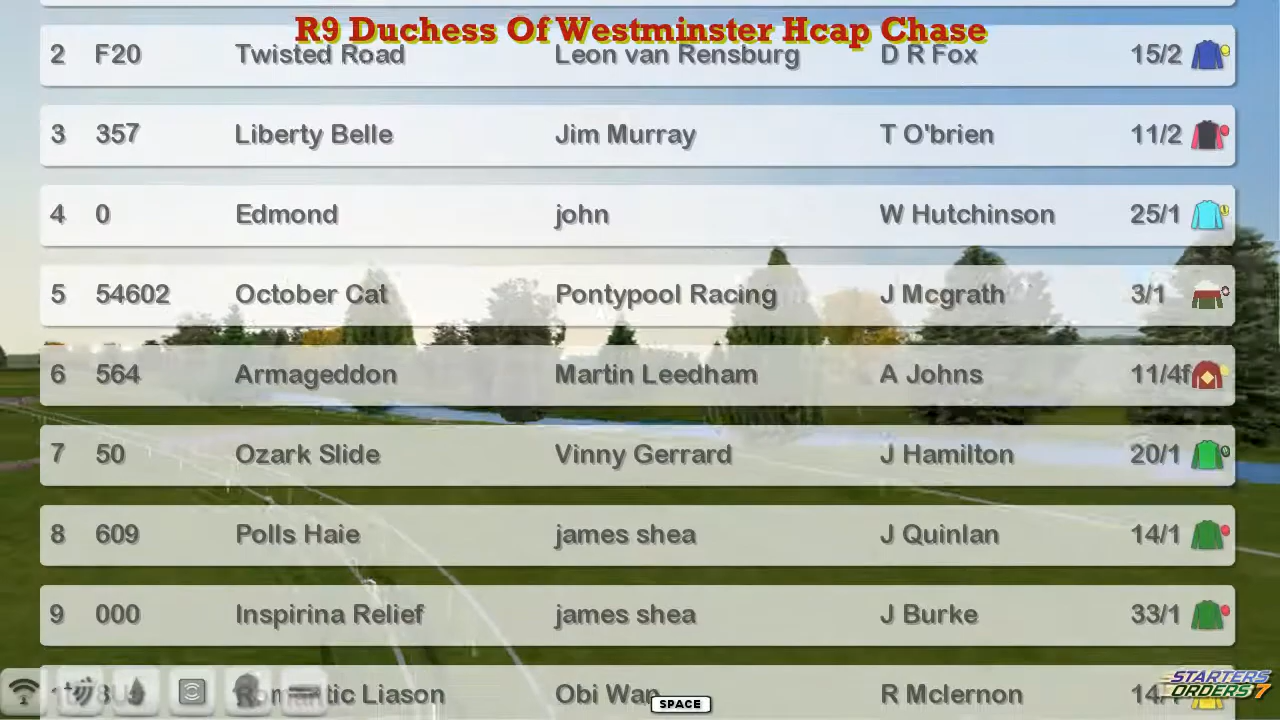 R9 Duchess Of Westminster Hcap Chase
2 F20 Twisted Road Leon van Rensburg D R Fox 15/2
3 357 Liberty Belle Jim Murray T O'brien 11/2
4 0 Edmond john W Hutchinson 25/1
5 54602 October Cat Pontypool Racing J Mcgrath 3/1
6 564 Armageddon Martin Leedham A Johns 11/4f
7 50 Ozark Slide Vinny Gerrard J Hamilton 20/1
8 609 Polls Haie james shea J Quinlan 14/1
9 000 Inspirina Relief james shea J Burke 33/1
Romantic Liason Obi Wan R Mclernon
SPACE
STARTERS ORDERS 7